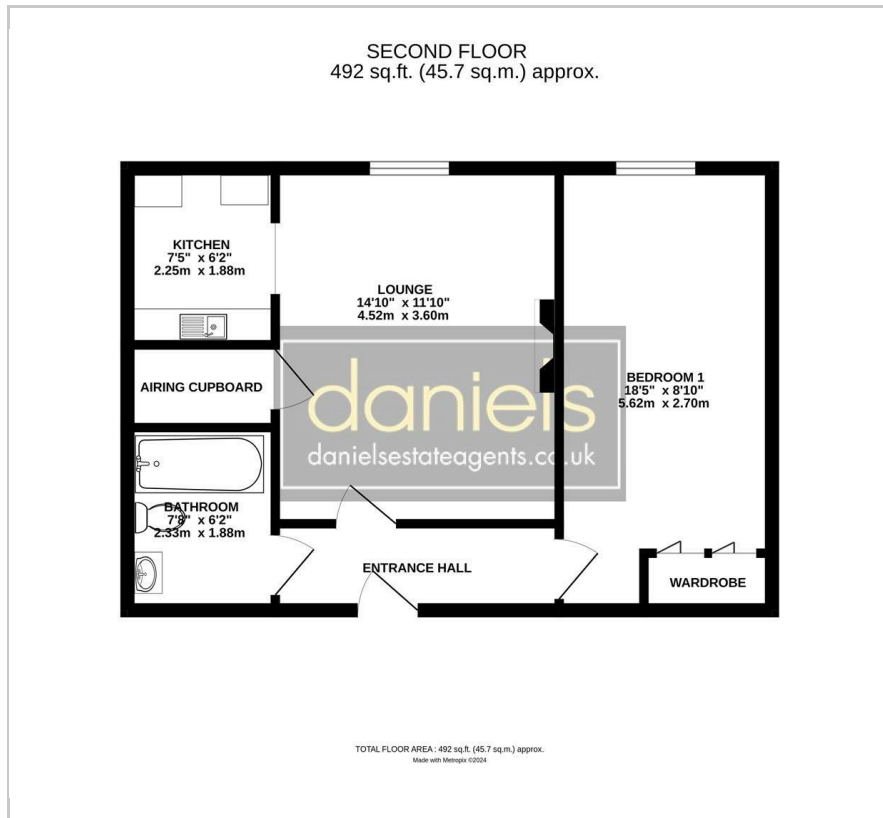 SECOND FLOOR
492 sq.ft. (45.7 sq.m.) approx.
KITCHEN
7'5" x 6'2"
2.25m x 1.88m
LOUNGE
14'10" x 11'10"
4.52m x 3.60m
AIRING CUPBOARD
BEDROOM 1
18'5" x 8'10"
5.62m x 2.70m
daniels
danielsestateagents.co.uk
BATHROOM
7'8" x 6'2"
2.33m x 1.88m
ENTRANCE HALL
WARDROBE
TOTAL FLOOR AREA : 492 sq.ft. (45.7 sq.m.) approx.
Made with Metropix ©2024